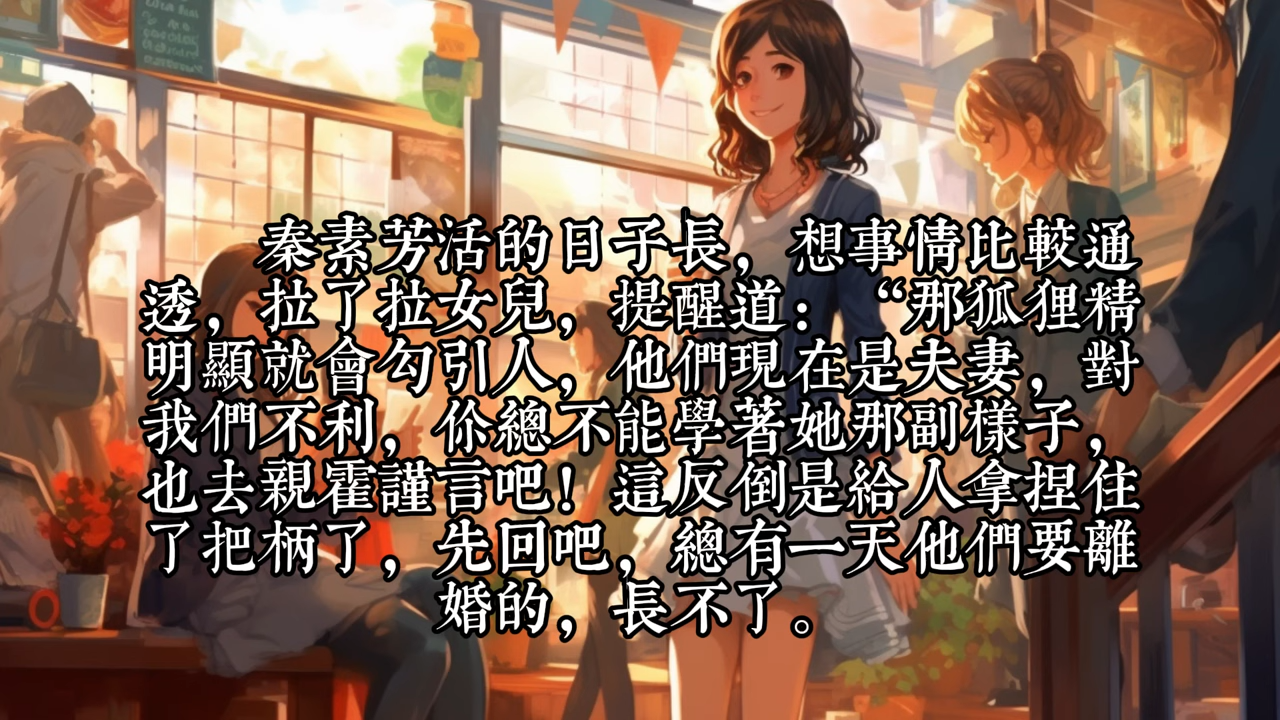 秦素芳活的日子長，想事情比較通
透，拉了拉女兒，提醒道：“那狐狸精
明顯就會勾引人，他們現在是夫妻，對
我們不利，你總不能學著她那副樣子，
也去親霍謹言吧！這反倒是給人拿捏住
了把柄了，先回吧，總有一天他們要離
婚的，長不了。